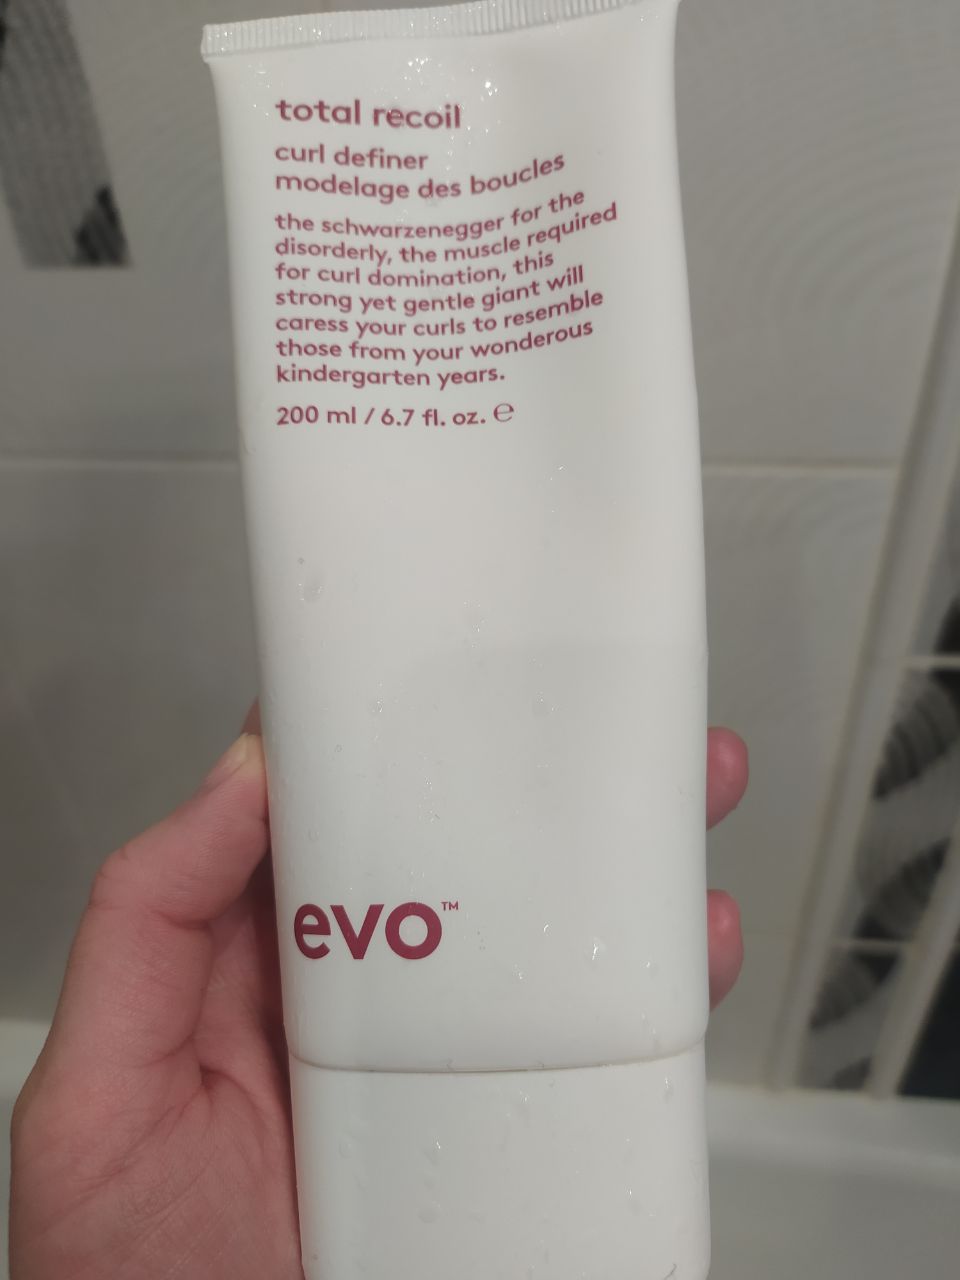 total recoil
curl definer
modelage des boucles
the schwarzenegger for the
disorderly, the muscle required
for curl domination, this
strong yet gentle giant will
caress your curls to resemble
those from your wonderous
kindergarten years.
200 ml / 6.7 fl. oz. ℮
evo™